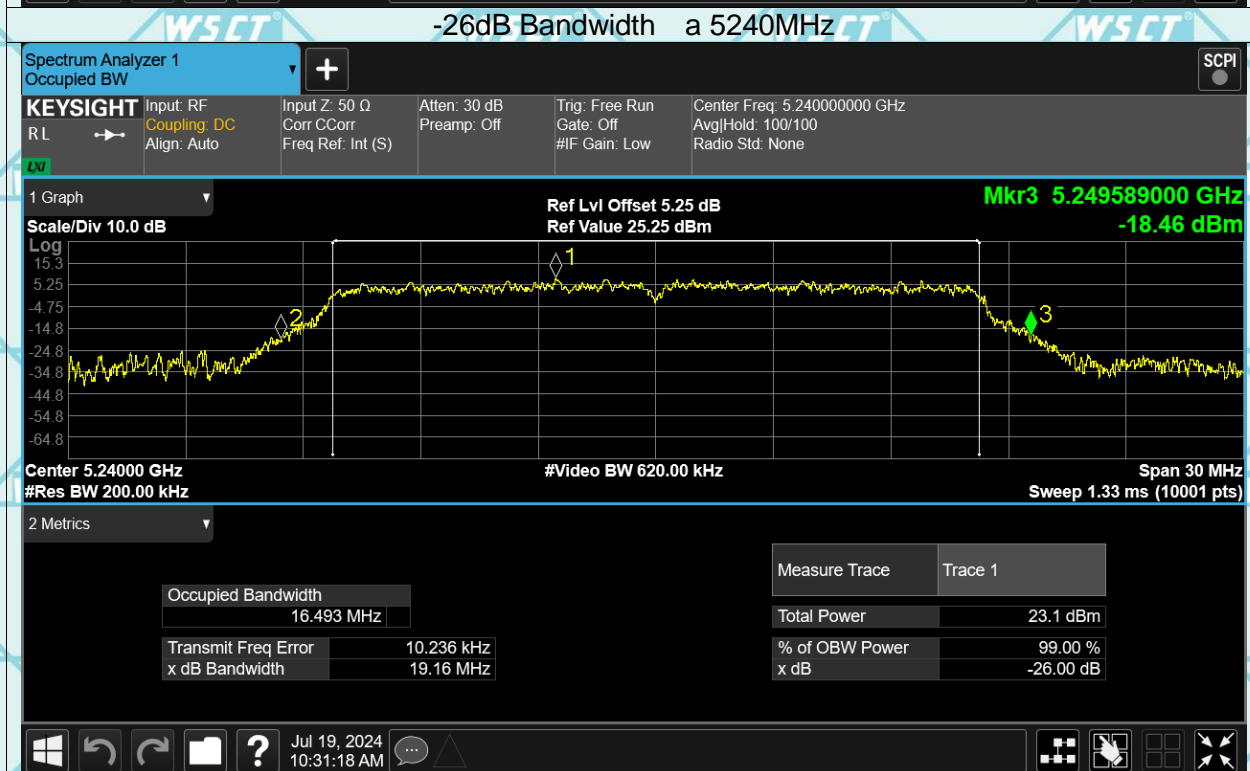 -26dB Bandwidth a 5240MHz
WSCT WSCT WSCT
Spectrum Analyzer 1
Occupied BW
+
SCPI
KEYSIGHT
R L
LXI
Input: RF
Coupling: DC
Align: Auto
Input Z: 50 Ω
Corr CCorr
Freq Ref: Int (S)
Atten: 30 dB
Preamp: Off
Trig: Free Run
Gate: Off
#IF Gain: Low
Center Freq: 5.240000000 GHz
Avg|Hold: 100/100
Radio Std: None
1 Graph
Scale/Div 10.0 dB
Ref Lvl Offset 5.25 dB
Ref Value 25.25 dBm
Mkr3 5.249589000 GHz
-18.46 dBm
Log
15.3
5.25
-4.75
-14.8
-24.8
-34.8
-44.8
-54.8
-64.8
1
2
3
Center 5.24000 GHz
#Res BW 200.00 kHz
#Video BW 620.00 kHz
Span 30 MHz
Sweep 1.33 ms (10001 pts)
2 Metrics
Occupied Bandwidth
16.493 MHz
Transmit Freq Error 10.236 kHz
x dB Bandwidth 19.16 MHz
Measure Trace Trace 1
Total Power 23.1 dBm
% of OBW Power 99.00 %
x dB -26.00 dB
?
Jul 19, 2024
10:31:18 AM